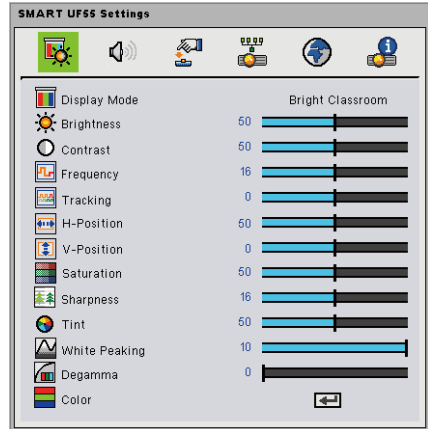 SMART UF55 Settings
Display Mode Bright Classroom
Brightness 50
Contrast 50
Frequency 16
Tracking 0
H-Position 50
V-Position 0
Saturation 50
Sharpness 16
Tint 50
White Peaking 10
Degamma 0
Color